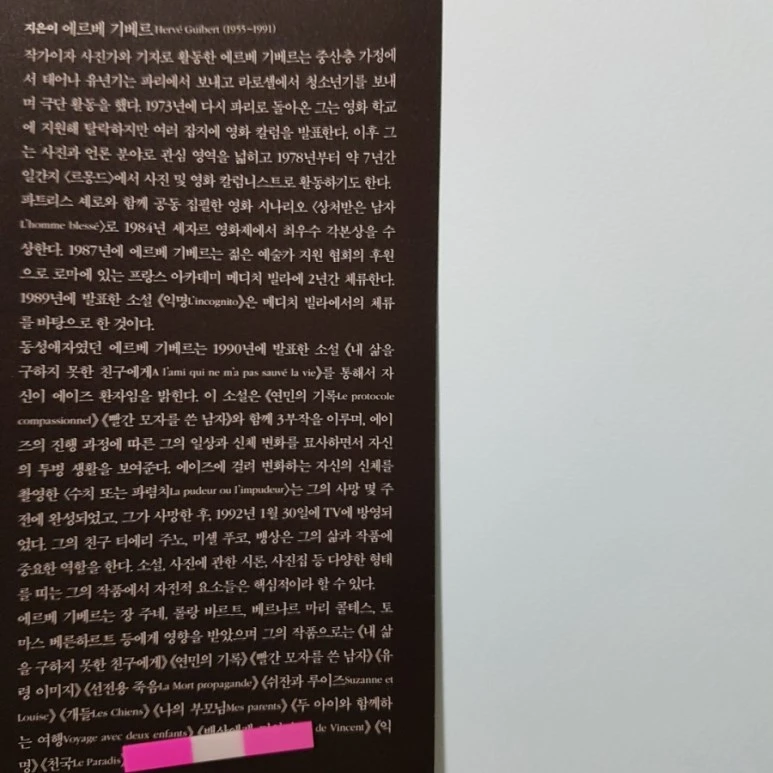 지은이 에르베 기베르Hervé Guibert (1955-1991)
작가이자 사진가와 기자로 활동한 에르베 기베르는 중산층 가정에
서 태어나 유년기는 파리에서 보내고 라로셸에서 청소년기를 보내
며 극단 활동을 했다. 1973년에 다시 파리로 돌아온 그는 영화 학교
에 지원해 탈락하지만 여러 잡지에 영화 칼럼을 발표한다. 이후 그
는 사진과 언론 분야로 관심 영역을 넓히고 1978년부터 약 7년간
일간지 〈르몽드〉에서 사진 및 영화 칼럼니스트로 활동하기도 한다.
파트리스 셰로와 함께 공동 집필한 영화 시나리오 〈상처받은 남자
L'homme blessé〉로 1984년 세자르 영화제에서 최우수 각본상을 수
상한다. 1987년에 에르베 기베르는 젊은 예술가 지원 협회의 후원
으로 로마에 있는 프랑스 아카데미 메디치 빌라에 2년간 체류한다.
1989년에 발표한 소설 《익명L'incognito》은 메디치 빌라에서의 체류
를 바탕으로 한 것이다.
동성애자였던 에르베 기베르는 1990년에 발표한 소설 《내 삶을
구하지 못한 친구에게A l'ami qui ne m'a pas sauvé la vie》를 통해서 자
신이 에이즈 환자임을 밝힌다. 이 소설은 《연민의 기록Le protocole
compassionnel》 《빨간 모자를 쓴 남자》와 함께 3부작을 이루며, 에이
즈의 진행 과정에 따른 그의 일상과 신체 변화를 묘사하면서 자신
의 투병 생활을 보여준다. 에이즈에 걸려 변화하는 자신의 신체를
촬영한 〈수치 또는 파렴치La pudeur ou l'impudeur〉는 그의 사망 몇 주
전에 완성되었고, 그가 사망한 후, 1992년 1월 30일에 TV에 방영되
었다. 그의 친구 티에리 주노, 미셸 푸코, 뱅상은 그의 삶과 작품에
중요한 역할을 한다. 소설, 사진에 관한 시론, 사진집 등 다양한 형태
를 띠는 그의 작품에서 자전적 요소들은 핵심적이라 할 수 있다.
에르베 기베르는 장 주네, 롤랑 바르트, 베르나르 마리 콜테스, 토
마스 베른하르트 등에게 영향을 받았으며 그의 작품으로는 《내 삶
을 구하지 못한 친구에게》 《연민의 기록》 《빨간 모자를 쓴 남자》 《유
령 이미지》 《선전용 죽음La Mort propagande》 《쉬잔과 루이즈Suzanne et
Louise》 《개들Les Chiens》 《나의 부모님Mes parents》 《두 아이와 함께하
는 여행Voyage avec deux enfants》 de Vincent》 《익
명》 《천국Le Paradis》